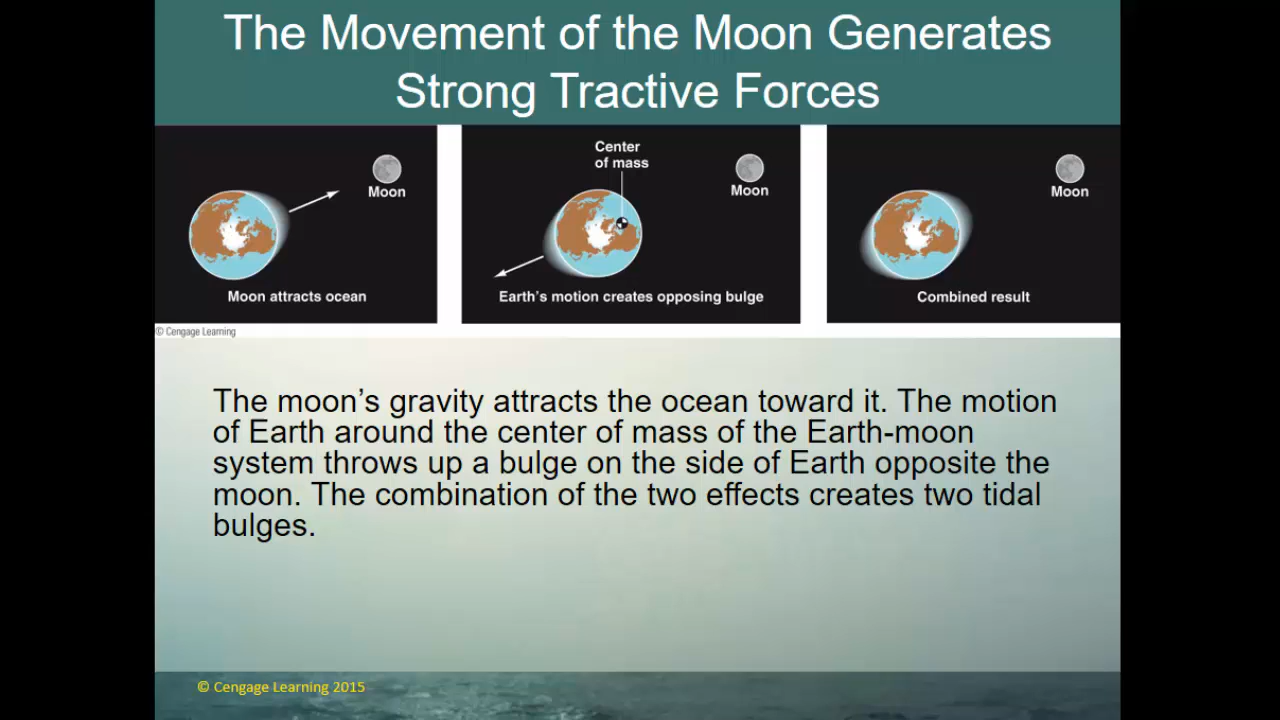 The Movement of the Moon Generates
Strong Tractive Forces
Moon
Moon attracts ocean
Center
of mass
Moon
Earth's motion creates opposing bulge
Moon
Combined result
© Cengage Learning
The moon’s gravity attracts the ocean toward it. The motion
of Earth around the center of mass of the Earth-moon
system throws up a bulge on the side of Earth opposite the
moon. The combination of the two effects creates two tidal
bulges.
© Cengage Learning 2015